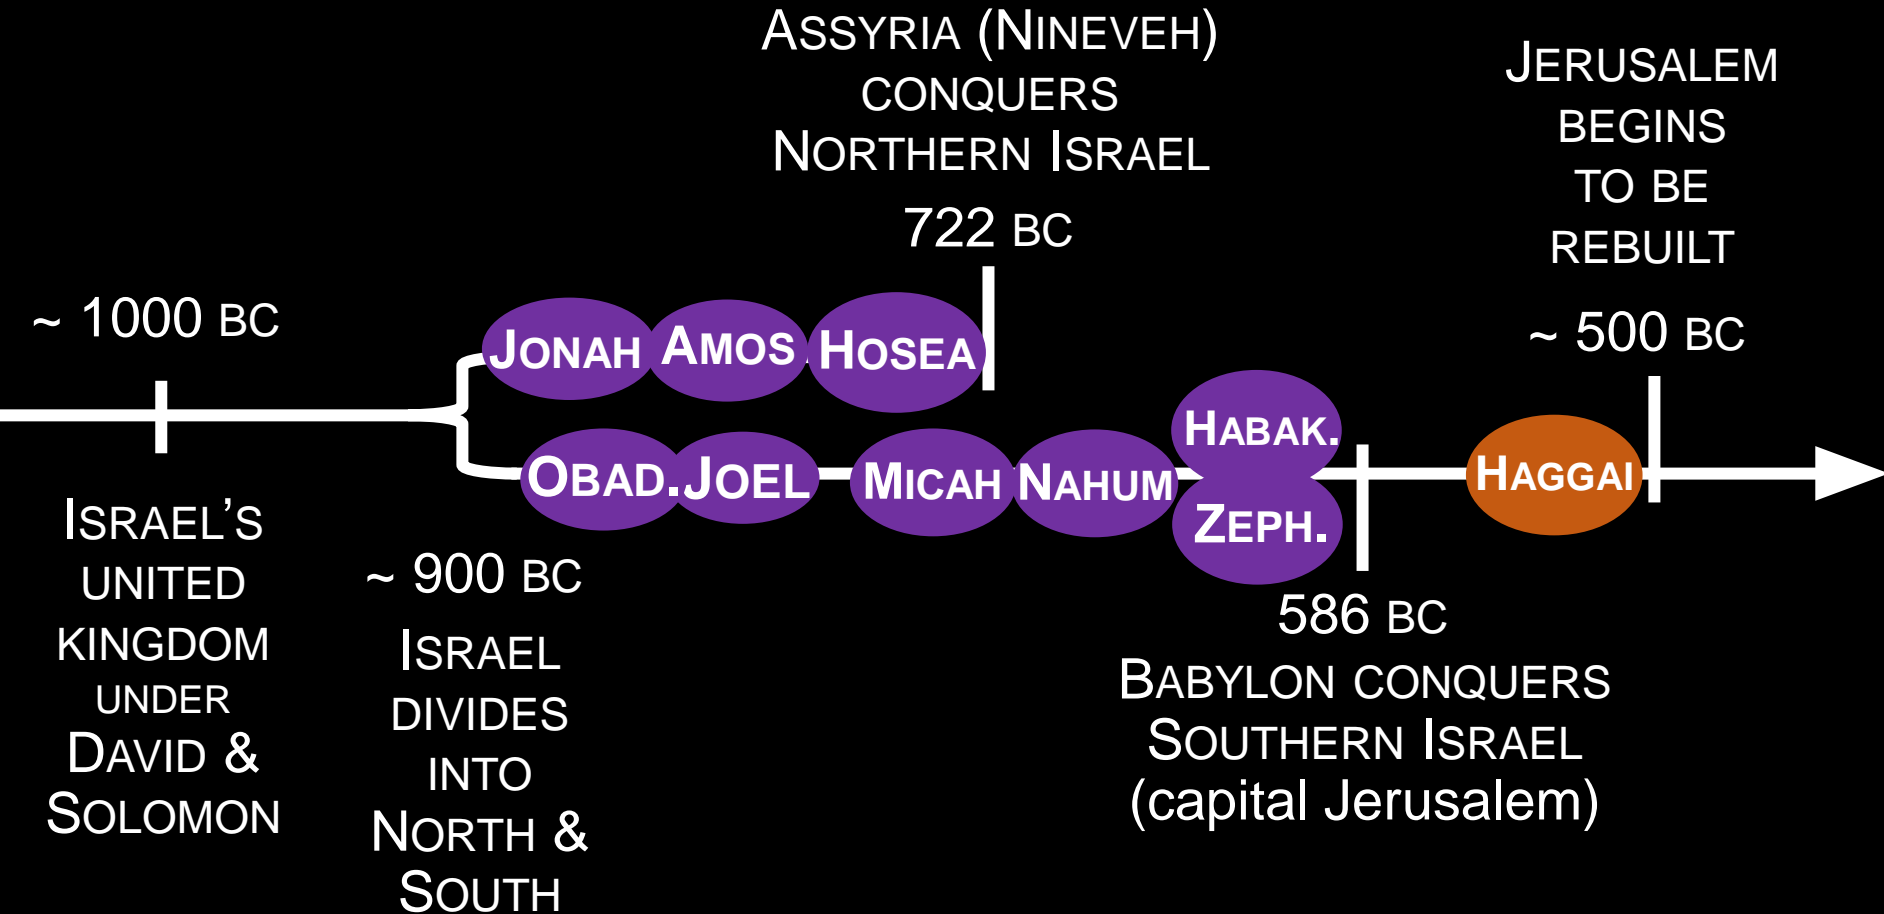 Assyria (Nineveh)
conquers
Northern Israel
722 BC
Jerusalem
begins
to be
rebuilt
~ 500 BC
~ 1000 BC
Israel’s
united
kingdom
under
David &
Solomon
~ 900 BC
Israel
divides
into
North &
South
Jonah
Amos
Hosea
Obad.
Joel
Micah
Nahum
Habak.
Zeph.
Haggai
586 BC
Babylon conquers
Southern Israel
(capital Jerusalem)